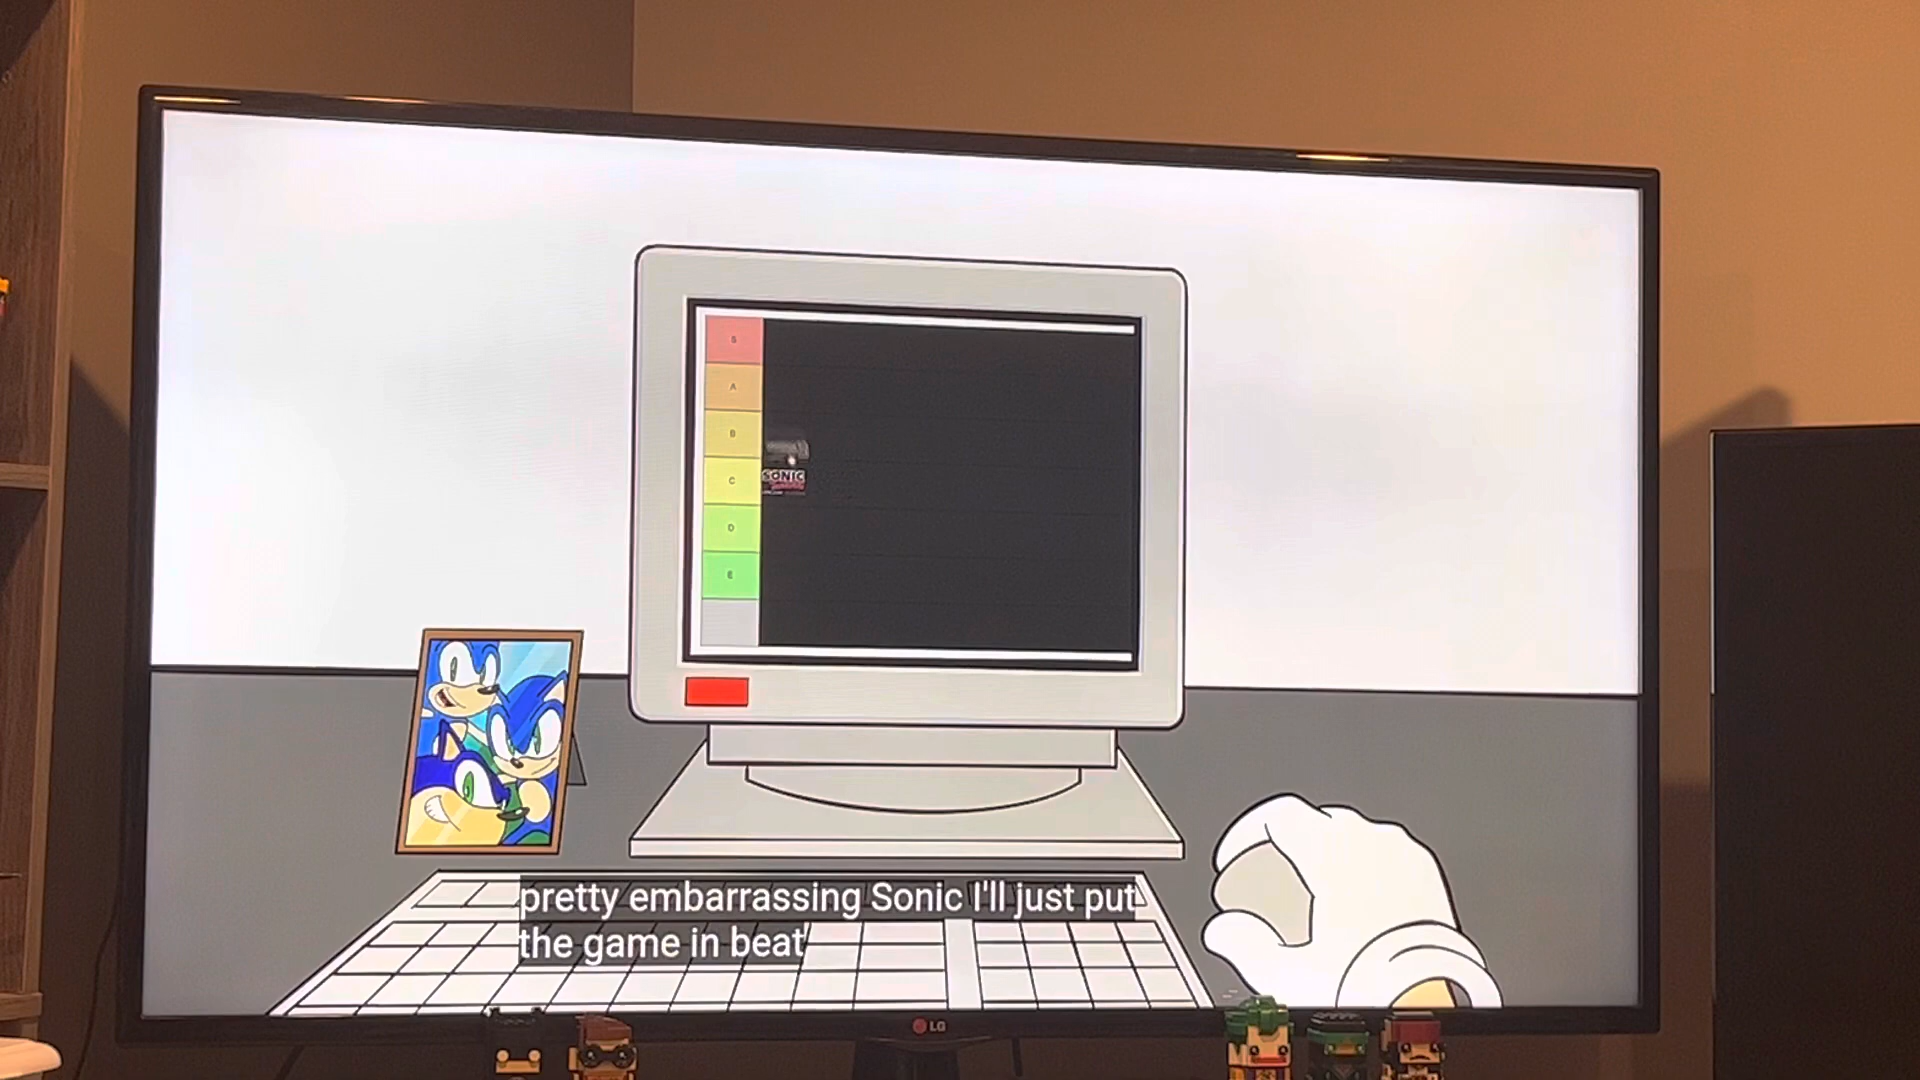 S
A
B
C
SONIC
D
E
pretty embarrassing Sonic I'll just put
the game in beat
LG